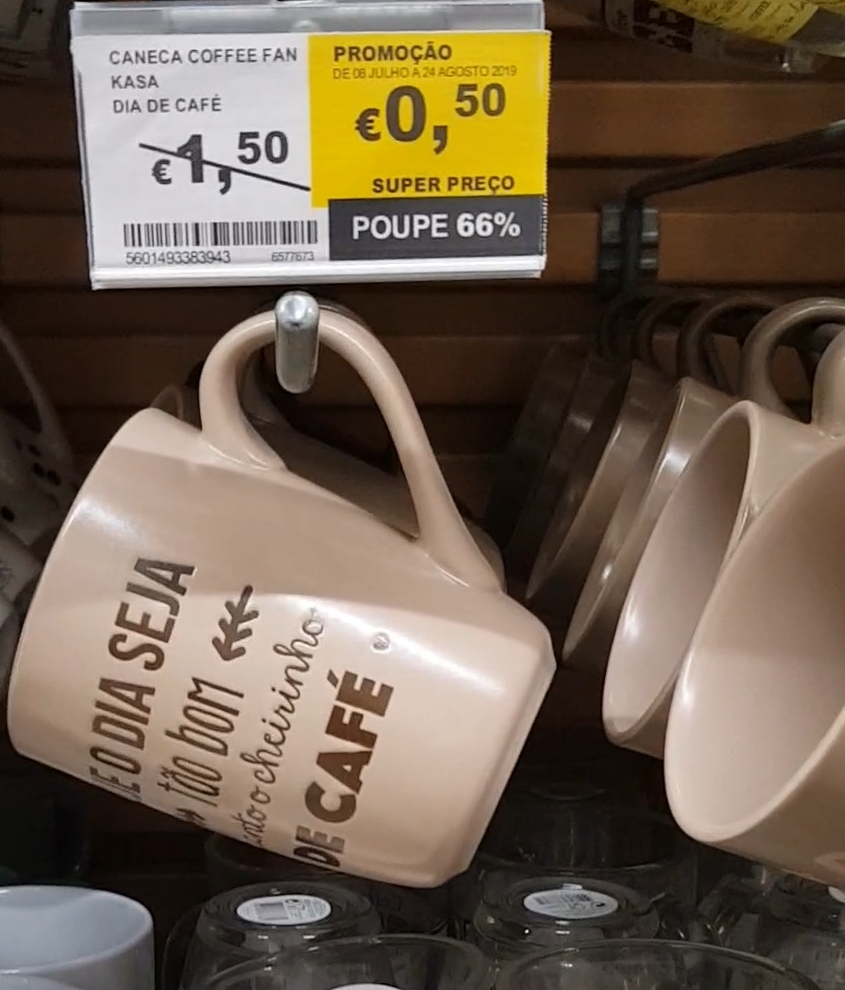 CANECA COFFEE FAN
KASA
DIA DE CAFÉ
€1,50
5601493383943 6577673
PROMOÇÃO
DE 08 JULHO A 24 AGOSTO 2019
€0,50
SUPER PREÇO
POUPE 66%
O DIA SEJA
tão bom
o cheirinho
DE CAFÉ